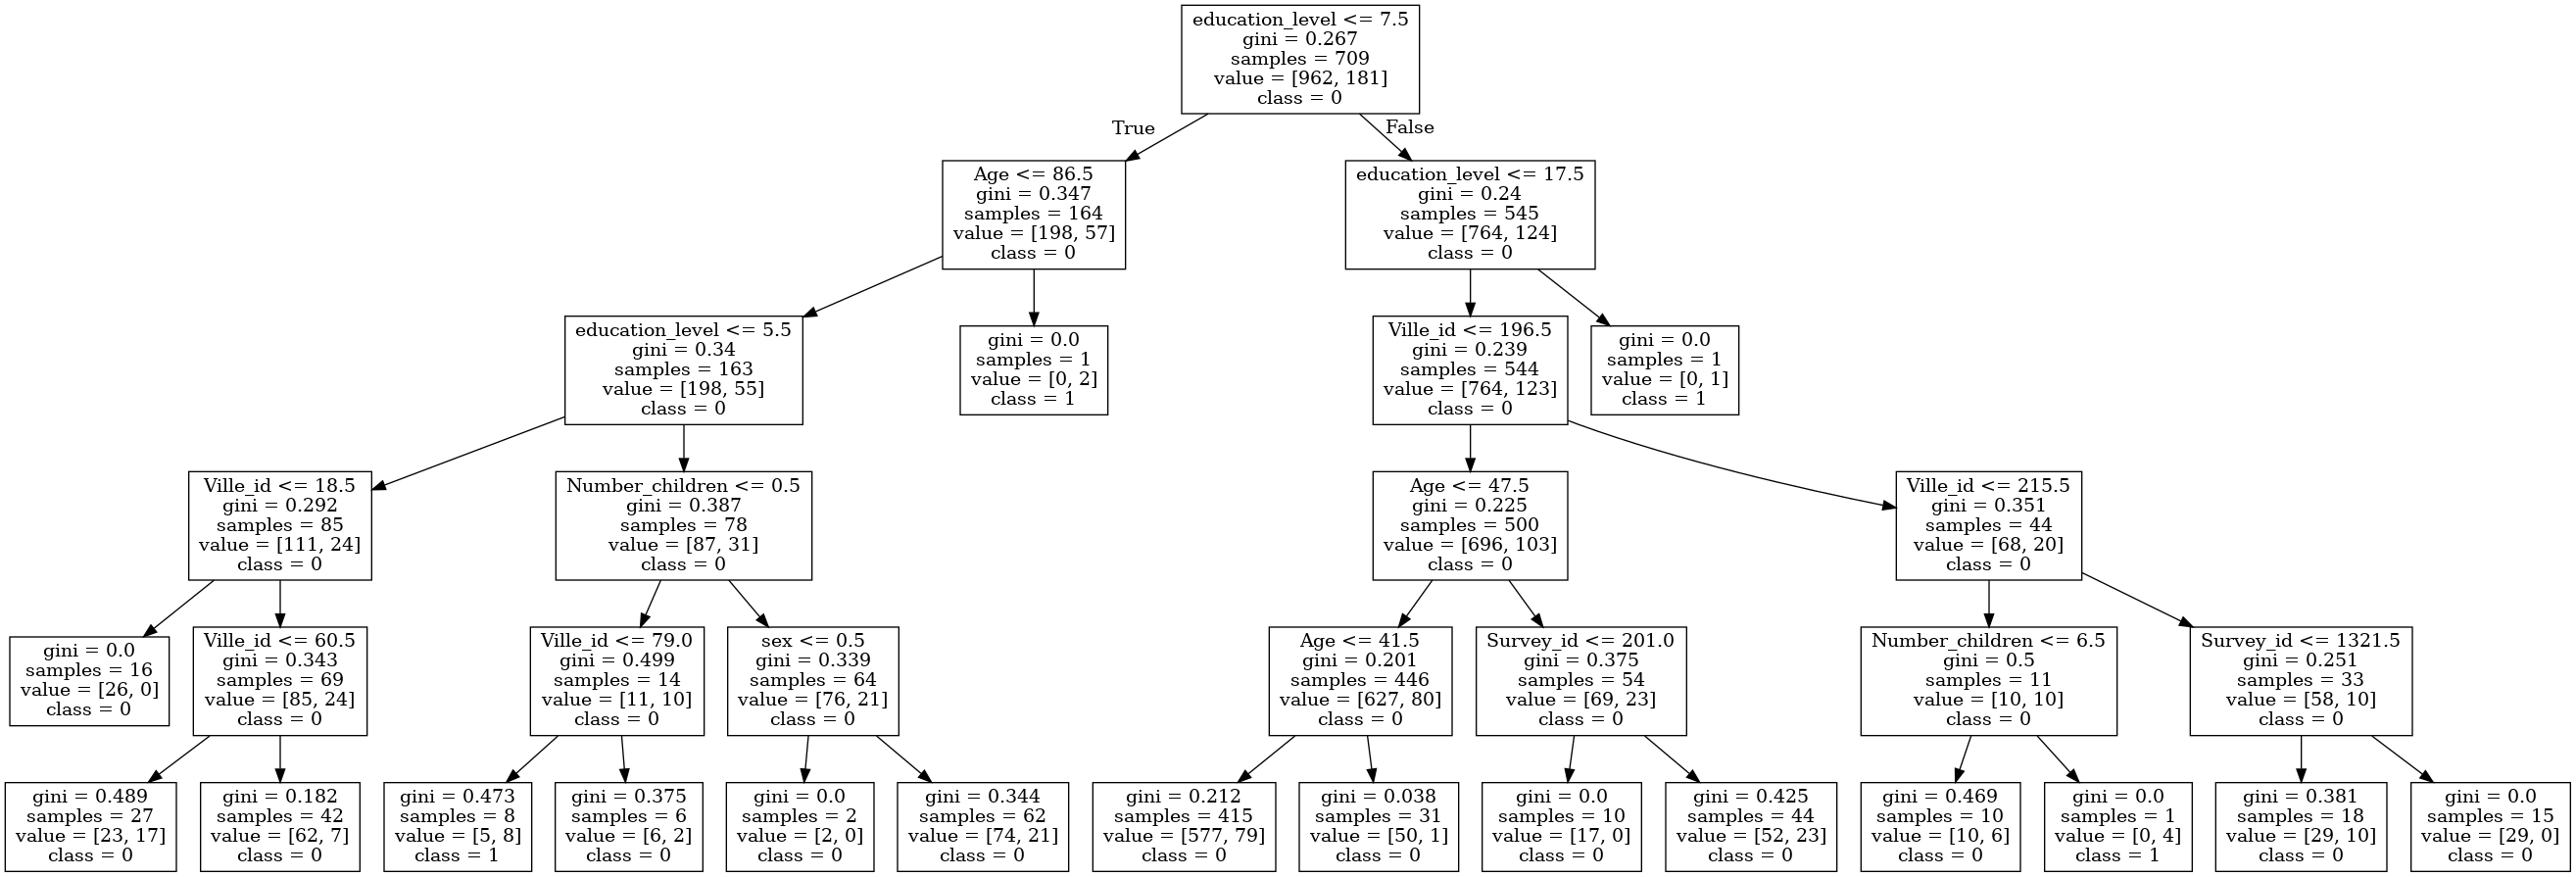 education_level <= 7.5
gini = 0.267
samples = 709
value = [962, 181]
class = 0
True
False
Age <= 86.5
gini = 0.347
samples = 164
value = [198, 57]
class = 0
education_level <= 17.5
gini = 0.24
samples = 545
value = [764, 124]
class = 0
education_level <= 5.5
gini = 0.34
samples = 163
value = [198, 55]
class = 0
gini = 0.0
samples = 1
value = [0, 2]
class = 1
Ville_id <= 196.5
gini = 0.239
samples = 544
value = [764, 123]
class = 0
gini = 0.0
samples = 1
value = [0, 1]
class = 1
Ville_id <= 18.5
gini = 0.292
samples = 85
value = [111, 24]
class = 0
Number_children <= 0.5
gini = 0.387
samples = 78
value = [87, 31]
class = 0
Age <= 47.5
gini = 0.225
samples = 500
value = [696, 103]
class = 0
Ville_id <= 215.5
gini = 0.351
samples = 44
value = [68, 20]
class = 0
gini = 0.0
samples = 16
value = [26, 0]
class = 0
Ville_id <= 60.5
gini = 0.343
samples = 69
value = [85, 24]
class = 0
Ville_id <= 79.0
gini = 0.499
samples = 14
value = [11, 10]
class = 0
sex <= 0.5
gini = 0.339
samples = 64
value = [76, 21]
class = 0
Age <= 41.5
gini = 0.201
samples = 446
value = [627, 80]
class = 0
Survey_id <= 201.0
gini = 0.375
samples = 54
value = [69, 23]
class = 0
Number_children <= 6.5
gini = 0.5
samples = 11
value = [10, 10]
class = 0
Survey_id <= 1321.5
gini = 0.251
samples = 33
value = [58, 10]
class = 0
gini = 0.489
samples = 27
value = [23, 17]
class = 0
gini = 0.182
samples = 42
value = [62, 7]
class = 0
gini = 0.473
samples = 8
value = [5, 8]
class = 1
gini = 0.375
samples = 6
value = [6, 2]
class = 0
gini = 0.0
samples = 2
value = [2, 0]
class = 0
gini = 0.344
samples = 62
value = [74, 21]
class = 0
gini = 0.212
samples = 415
value = [577, 79]
class = 0
gini = 0.038
samples = 31
value = [50, 1]
class = 0
gini = 0.0
samples = 10
value = [17, 0]
class = 0
gini = 0.425
samples = 44
value = [52, 23]
class = 0
gini = 0.469
samples = 10
value = [10, 6]
class = 0
gini = 0.0
samples = 1
value = [0, 4]
class = 1
gini = 0.381
samples = 18
value = [29, 10]
class = 0
gini = 0.0
samples = 15
value = [29, 0]
class = 0